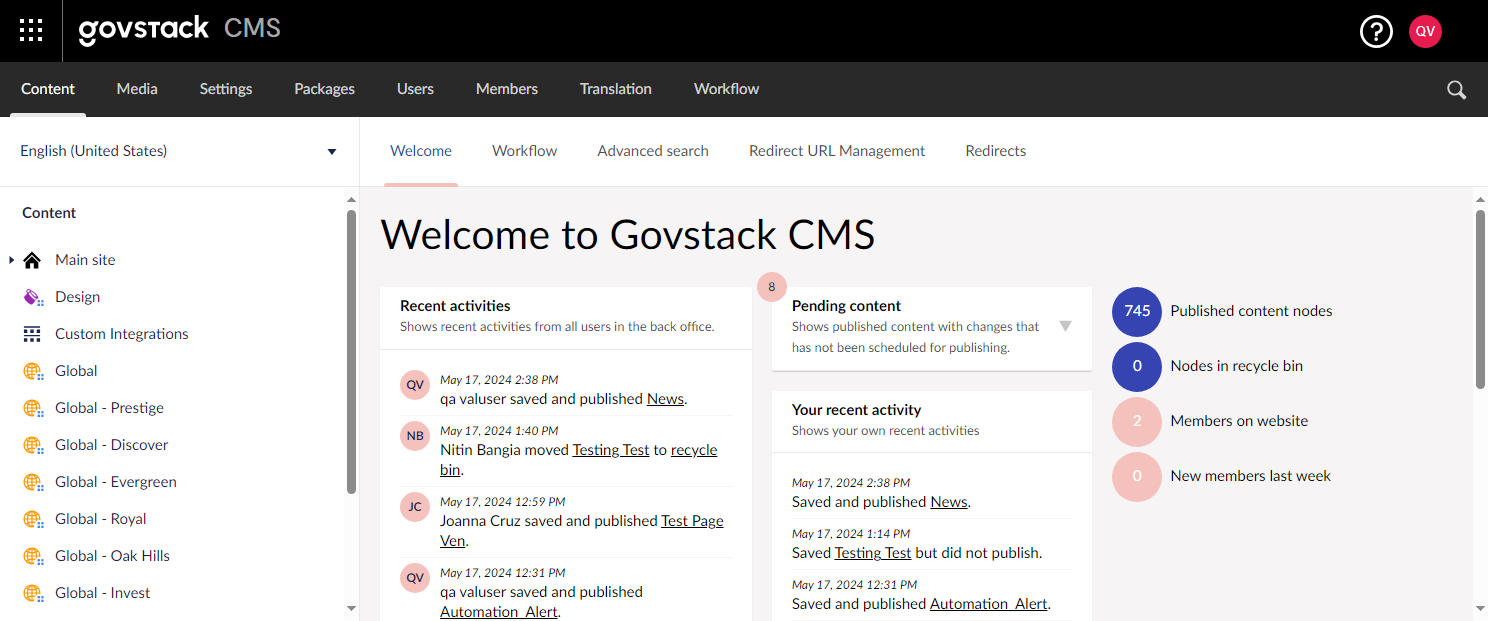 govstack CMS
?
QV
Content Media Settings Packages Users Members Translation Workflow
English (United States)
Welcome Workflow Advanced search Redirect URL Management Redirects
Content
Main site
Design
Custom Integrations
Global
Global - Prestige
Global - Discover
Global - Evergreen
Global - Royal
Global - Oak Hills
Global - Invest
Welcome to Govstack CMS
Recent activities
Shows recent activities from all users in the back office.
QV
May 17, 2024 2:38 PM
qa valuser saved and published News.
NB
May 17, 2024 1:40 PM
Nitin Bangia moved Testing Test to recycle
bin.
JC
May 17, 2024 12:59 PM
Joanna Cruz saved and published Test Page
Ven.
QV
May 17, 2024 12:31 PM
qa valuser saved and published
Automation_Alert.
8
Pending content
Shows published content with changes that
has not been scheduled for publishing.
Your recent activity
Shows your own recent activities
May 17, 2024 2:38 PM
Saved and published News.
May 17, 2024 1:14 PM
Saved Testing Test but did not publish.
May 17, 2024 12:31 PM
Saved and published Automation_Alert.
745 Published content nodes
0 Nodes in recycle bin
2 Members on website
0 New members last week